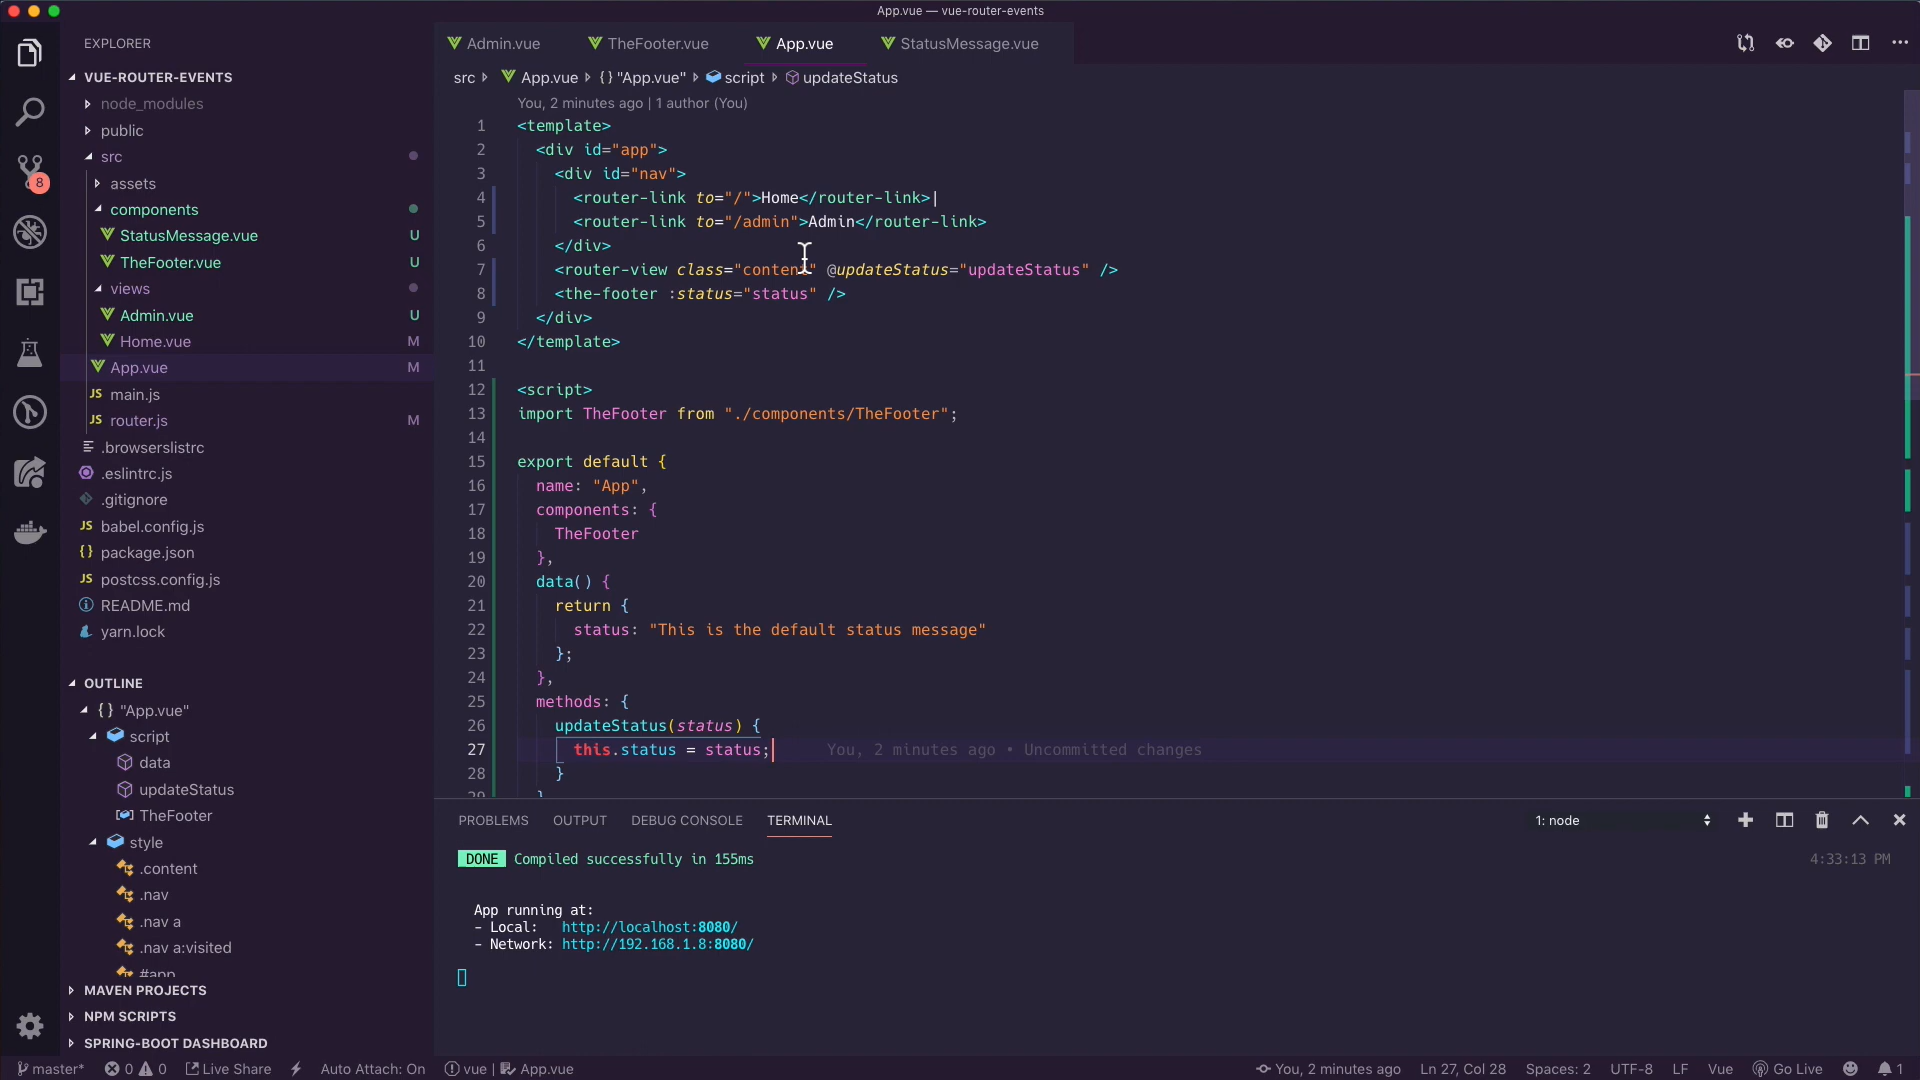 App.vue — vue-router-events
EXPLORER
VUE-ROUTER-EVENTS
node_modules
public
src
assets
components
StatusMessage.vue U
TheFooter.vue U
views
Admin.vue U
Home.vue M
App.vue M
JS main.js
JS router.js M
.browserslistrc
.eslintrc.js
.gitignore
JS babel.config.js
{} package.json
JS postcss.config.js
README.md
yarn.lock
OUTLINE
{} "App.vue"
script
data
updateStatus
TheFooter
style
.content
.nav
.nav a
.nav a:visited
#app
MAVEN PROJECTS
NPM SCRIPTS
SPRING-BOOT DASHBOARD
8
Admin.vue TheFooter.vue App.vue StatusMessage.vue
src App.vue {} "App.vue" script updateStatus
You, 2 minutes ago | 1 author (You)
1 <template>
2 <div id="app">
3 <div id="nav">
4 <router-link to="/">Home</router-link>|
5 <router-link to="/admin">Admin</router-link>
6 </div>
7 <router-view class="content" @updateStatus="updateStatus" />
8 <the-footer :status="status" />
9 </div>
10 </template>
11
12 <script>
13 import TheFooter from "./components/TheFooter";
14
15 export default {
16 name: "App",
17 components: {
18 TheFooter
19 },
20 data() {
21 return {
22 status: "This is the default status message"
23 };
24 },
25 methods: {
26 updateStatus(status) {
27 this.status = status; You, 2 minutes ago • Uncommitted changes
28 }
29 }
PROBLEMS OUTPUT DEBUG CONSOLE TERMINAL 1: node
DONE Compiled successfully in 155ms 4:33:13 PM
App running at:
- Local: http://localhost:8080/
- Network: http://192.168.1.8:8080/
master* 0 0 Live Share Auto Attach: On vue | App.vue You, 2 minutes ago Ln 27, Col 28 Spaces: 2 UTF-8 LF Vue Go Live 1